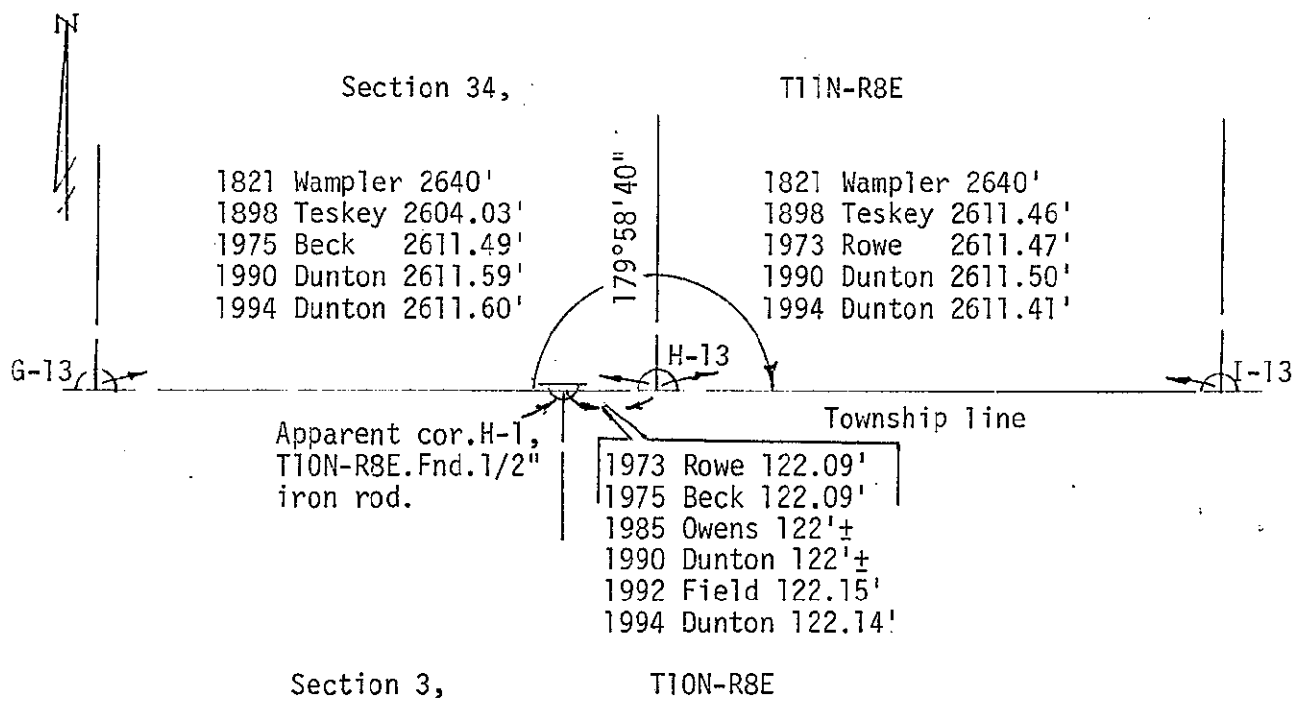 N
Section 34, T11N-R8E
1821 Wampler 2640'
1898 Teskey 2604.03'
1975 Beck 2611.49'
1990 Dunton 2611.59'
1994 Dunton 2611.60'
179°58'40"
1821 Wampler 2640'
1898 Teskey 2611.46'
1973 Rowe 2611.47'
1990 Dunton 2611.50'
1994 Dunton 2611.41'
G-13
H-13
I-13
Township line
Apparent cor.H-1,
T10N-R8E.Fnd.1/2"
iron rod.
1973 Rowe 122.09'
1975 Beck 122.09'
1985 Owens 122'±
1990 Dunton 122'±
1992 Field 122.15'
1994 Dunton 122.14'
Section 3, T10N-R8E